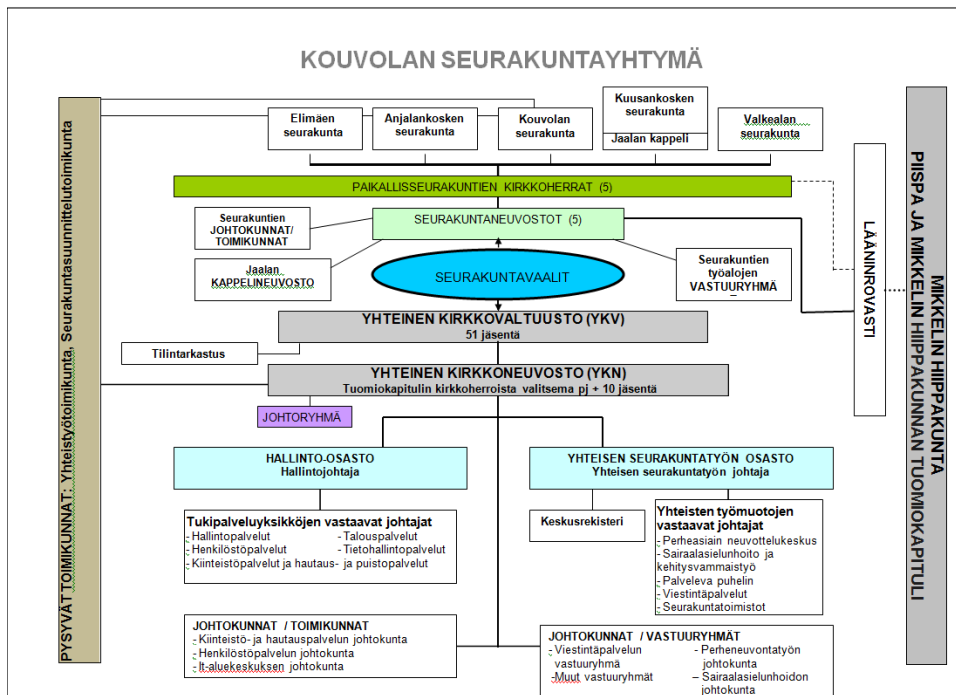 KOUVOLAN SEURAKUNTAYHTYMÄ
PYSYVÄT TOIMIKUNNAT: Yhteistyötoimikunta, Seurakuntasuunnittelutoimikunta
Elimäen
seurakunta
Anjalankosken
seurakunta
Kouvolan
seurakunta
Kuusankosken
seurakunta
Jaalan kappeli
Valkealan
seurakunta
PAIKALLISSEURAKUNTIEN KIRKKOHERRAT (5)
Seurakuntien
JOHTOKUNNAT/
TOIMIKUNNAT
SEURAKUNTANEUVOSTOT (5)
Jaalan
KAPPELINEUVOSTO
SEURAKUNTAVAALIT
Seurakuntien
työalojen
VASTUURYHMÄ
–
LÄÄNINROVASTI
MIKKELIN HIIPPAKUNTA
PIISPA JA MIKKELIN HIIPPAKUNNAN TUOMIOKAPITULI
YHTEINEN KIRKKOVALTUUSTO (YKV)
51 jäsentä
Tilintarkastus
YHTEINEN KIRKKONEUVOSTO (YKN)
Tuomiokapitulin kirkkoherroista valitsema pj + 10 jäsentä
JOHTORYHMÄ
HALLINTO-OSASTO
Hallintojohtaja
YHTEISEN SEURAKUNTATYÖN OSASTO
Yhteisen seurakuntatyön johtaja
Tukipalveluyksikköjen vastaavat johtajat
- Hallintopalvelut - Talouspalvelut
- Henkilöstöpalvelut - Tietohallintopalvelut
- Kiinteistöpalvelut ja hautaus- ja puistopalvelut
Keskusrekisteri
Yhteisten työmuotojen
vastaavat johtajat
- Perheasiain neuvottelukeskus
- Sairaalasielunhoito ja
kehitysvammaistyö
- Palveleva puhelin
- Viestintäpalvelut
- Seurakuntatoimistot
JOHTOKUNNAT / TOIMIKUNNAT
- Kiinteistö- ja hautauspalvelun johtokunta
- Henkilöstöpalvelun johtokunta
- It-aluekeskuksen johtokunta
JOHTOKUNNAT / VASTUURYHMÄT
- Viestintäpalvelun - Perheneuvontatyön
vastuuryhmä johtokunta
-Muut vastuuryhmät – Sairaalasielunhoidon
johtokunta